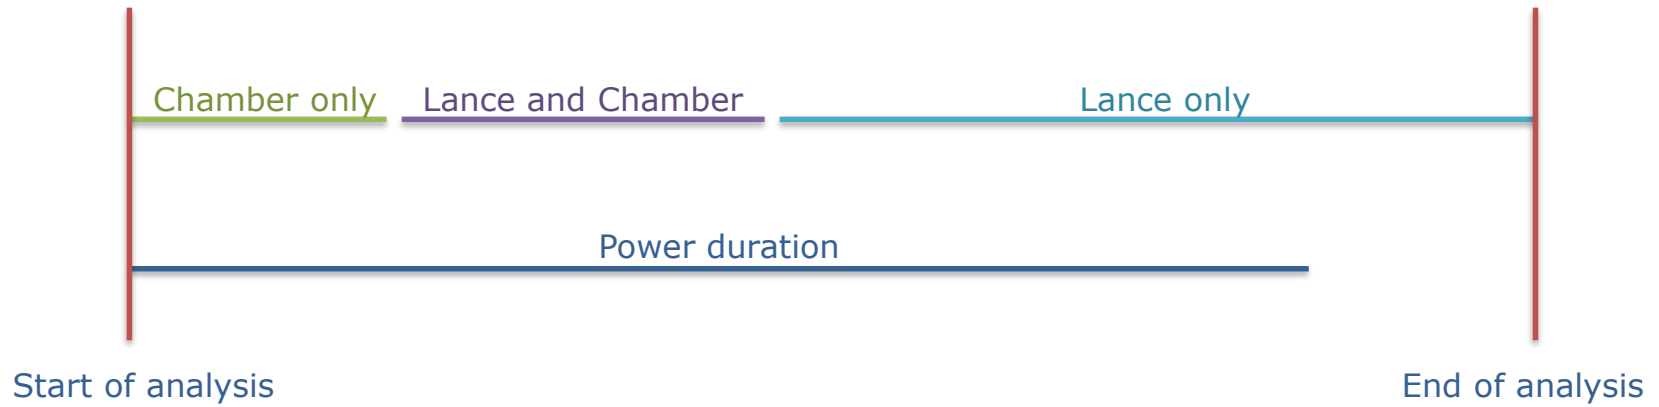 Chamber only
Lance and Chamber
Lance only
Power duration
Start of analysis
End of analysis